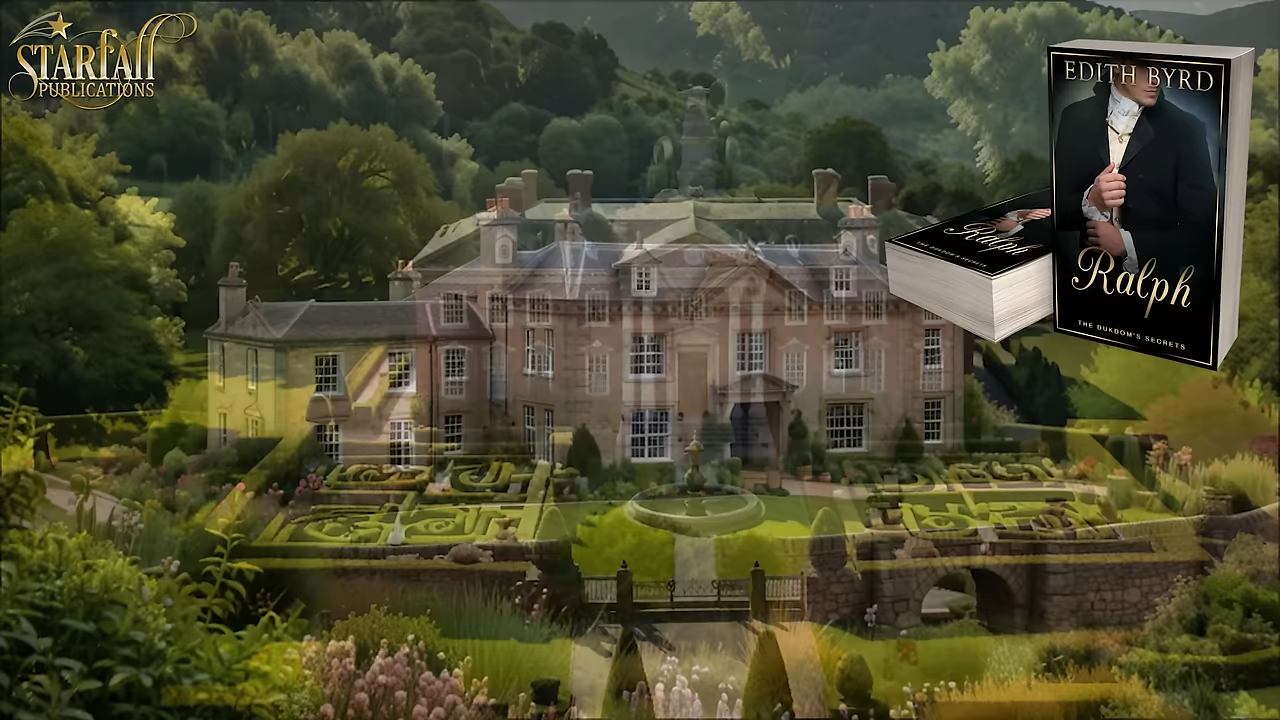 STARfall
PUBLICATIONS
EDITH BYRD
Ralph
THE DUKDOM'S SECRETS
Ralph
THE DUKDOM'S SECRETS